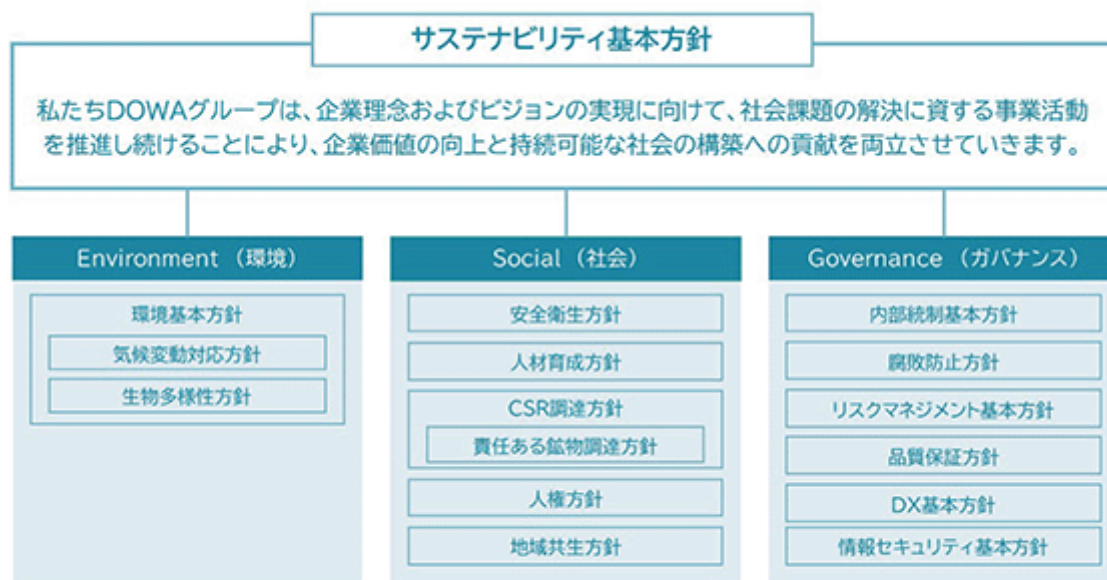 サステナビリティ基本方針
私たちDOWAグループは、企業理念およびビジョンの実現に向けて、社会課題の解決に資する事業活動
を推進し続けることにより、企業価値の向上と持続可能な社会の構築への貢献を両立させていきます。
Environment（環境）
環境基本方針
気候変動対応方針
生物多様性方針
Social（社会）
安全衛生方針
人材育成方針
CSR調達方針
責任ある鉱物調達方針
人権方針
地域共生方針
Governance（ガバナンス）
内部統制基本方針
腐敗防止方針
リスクマネジメント基本方針
品質保証方針
DX基本方針
情報セキュリティ基本方針